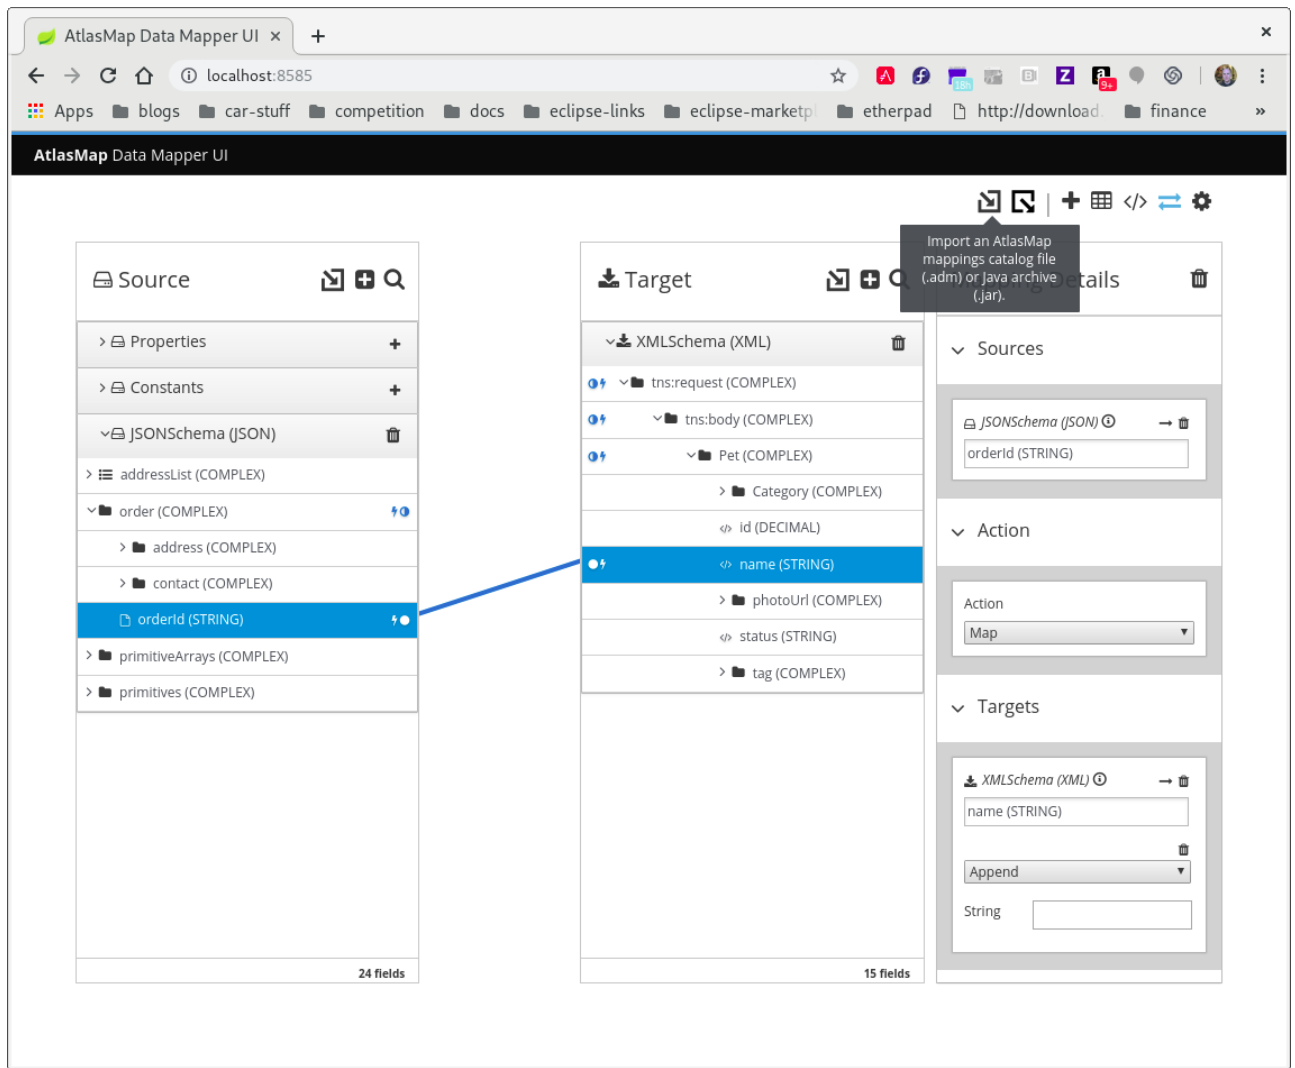 AtlasMap Data Mapper UI
localhost:8585
18h
9+
Apps blogs car-stuff competition docs eclipse-links eclipse-marketpl etherpad http://download. finance »
AtlasMap Data Mapper UI
Import an AtlasMap
mappings catalog file
(.adm) or Java archive
(.jar).
Source
Properties
Constants
JSONSchema (JSON)
addressList (COMPLEX)
order (COMPLEX)
address (COMPLEX)
contact (COMPLEX)
orderId (STRING)
primitiveArrays (COMPLEX)
primitives (COMPLEX)
24 fields
Target
XMLSchema (XML)
tns:request (COMPLEX)
tns:body (COMPLEX)
Pet (COMPLEX)
Category (COMPLEX)
id (DECIMAL)
name (STRING)
photoUrl (COMPLEX)
status (STRING)
tag (COMPLEX)
15 fields
Mapping Details
Sources
JSONSchema (JSON)
orderId (STRING)
Action
Action
Map
Targets
XMLSchema (XML)
name (STRING)
Append
String